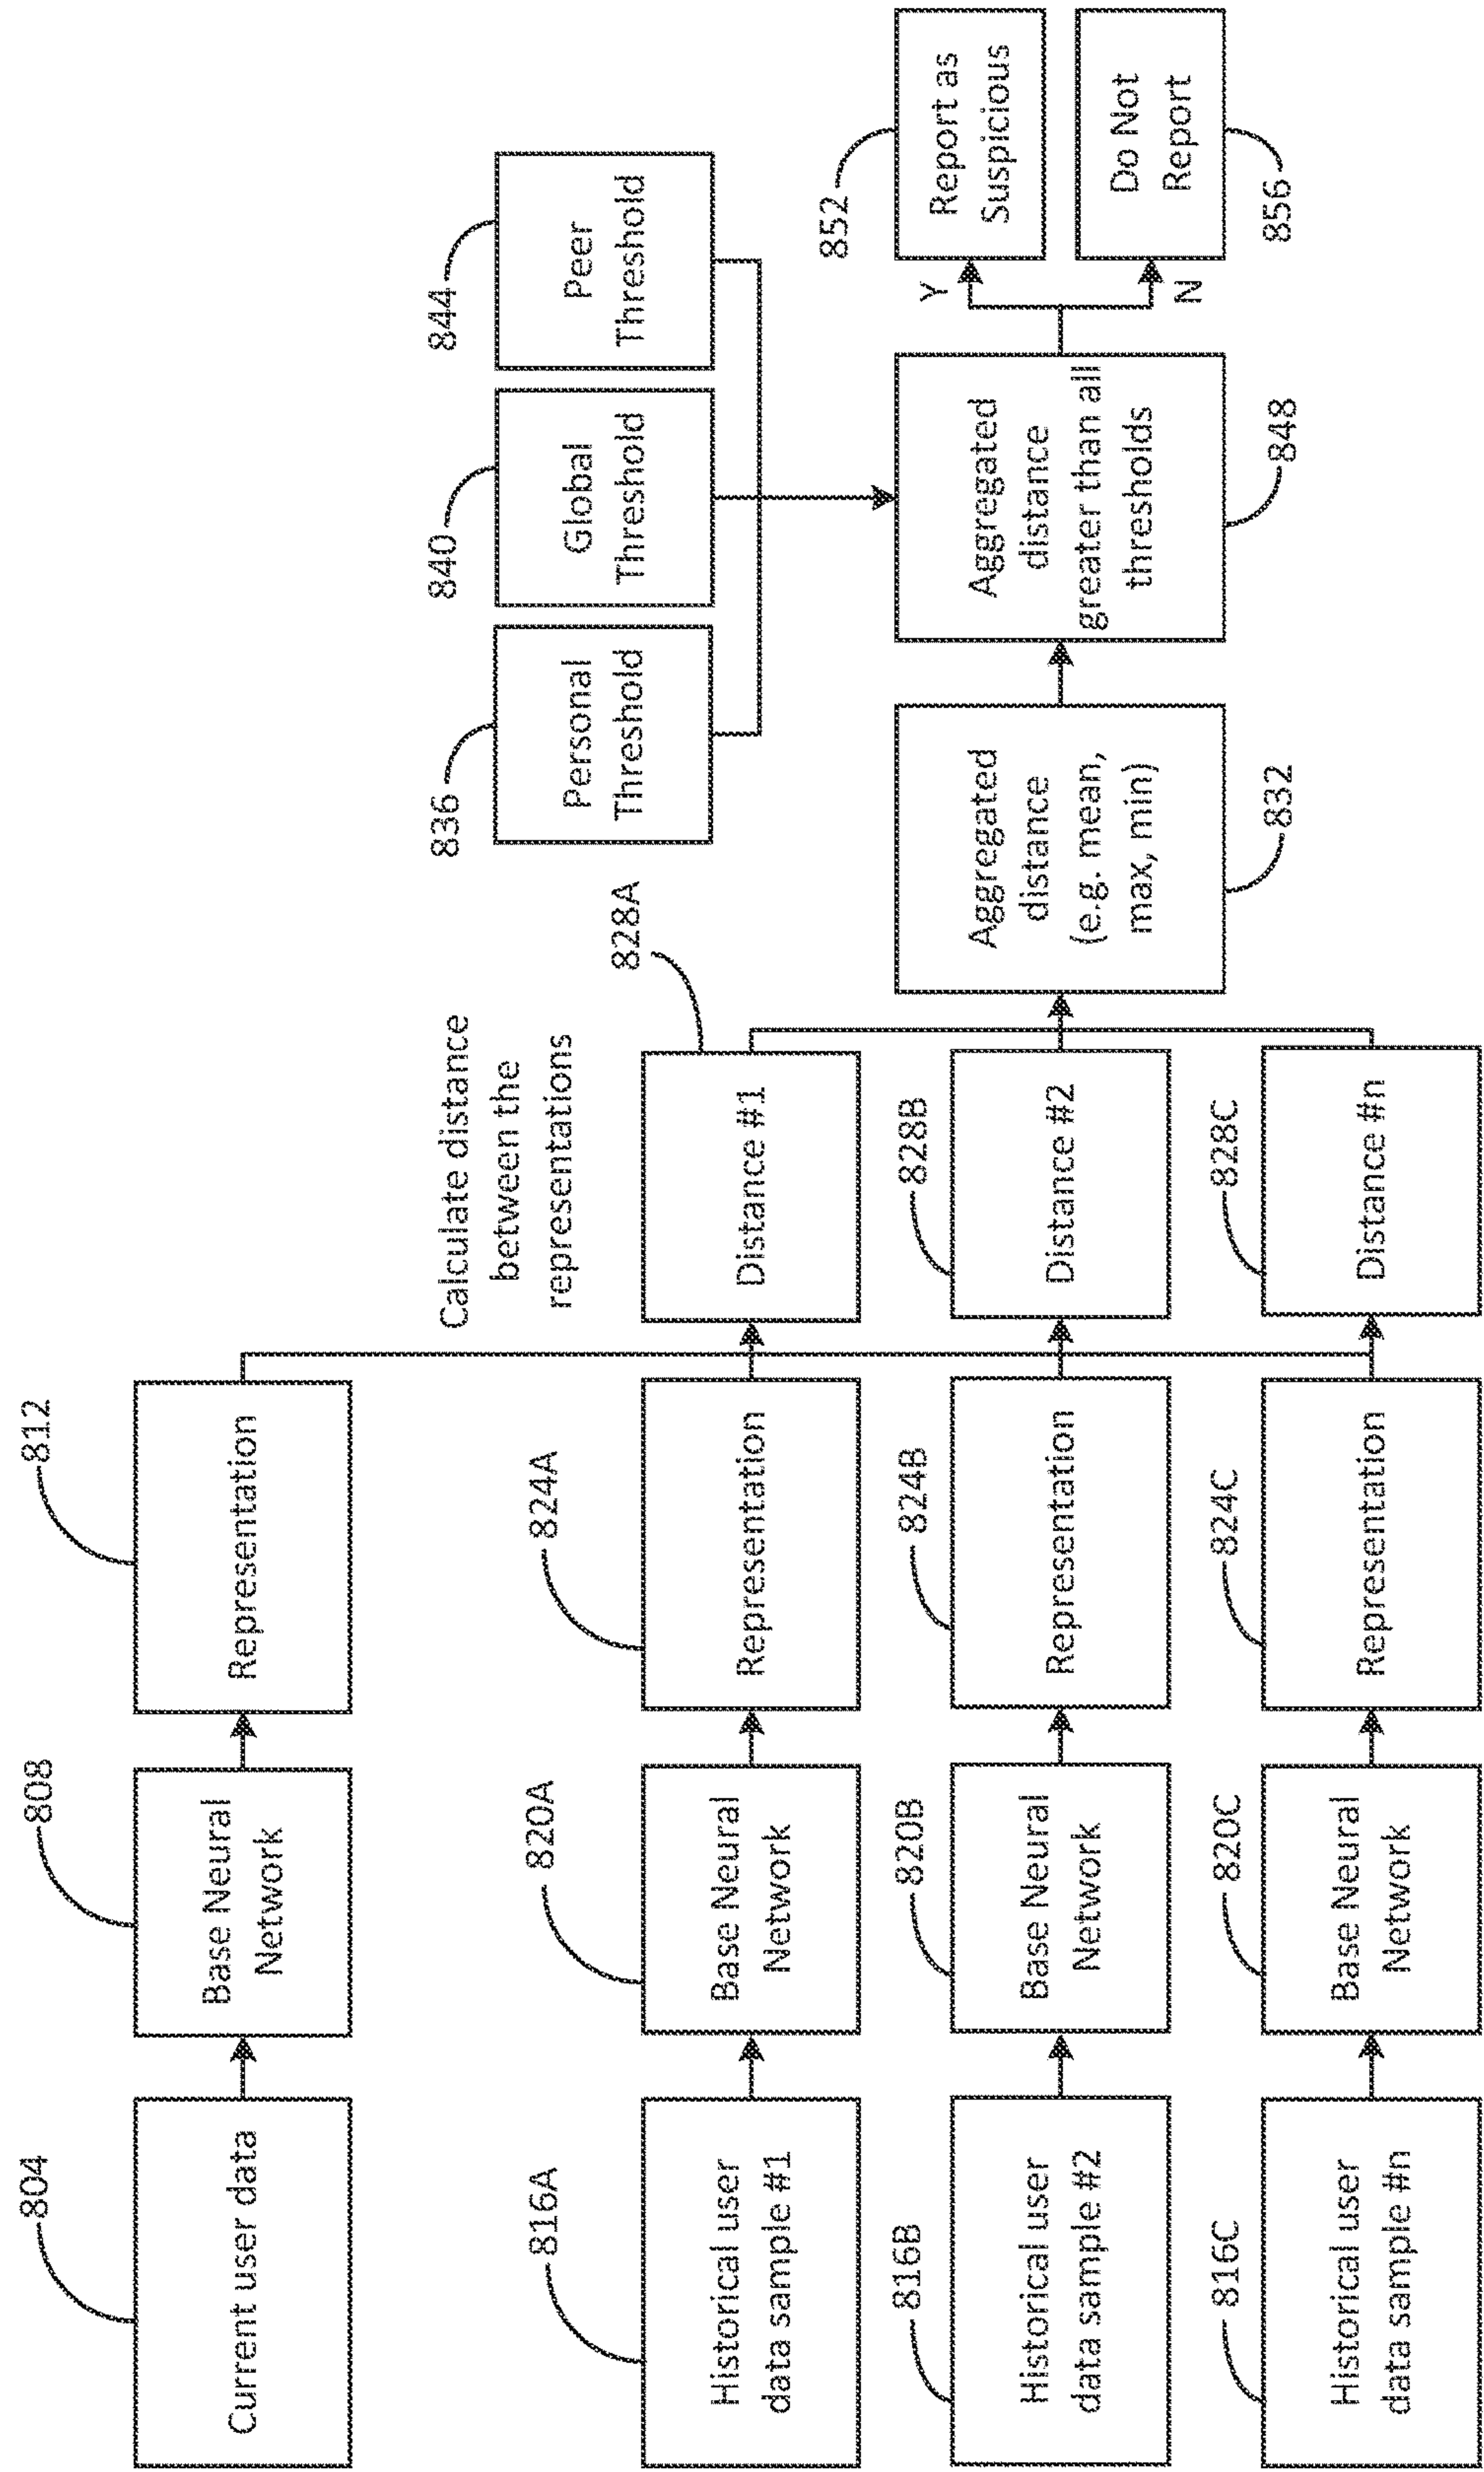 804
Current user data
808
Base Neural
Network
812
Representation
816A
Historical user
data sample #1
820A
Base Neural
Network
824A
Representation
Calculate distance
between the
representations
828A
Distance #1
816B
Historical user
data sample #2
820B
Base Neural
Network
824B
Representation
828B
Distance #2
816C
Historical user
data sample #n
820C
Base Neural
Network
824C
Representation
828C
Distance #n
832
Aggregated
distance
(e.g. mean,
max, min)
836
Personal
Threshold
840
Global
Threshold
844
Peer
Threshold
848
Aggregated
distance
greater than all
thresholds
Y
852
Report as
Suspicious
N
856
Do Not
Report